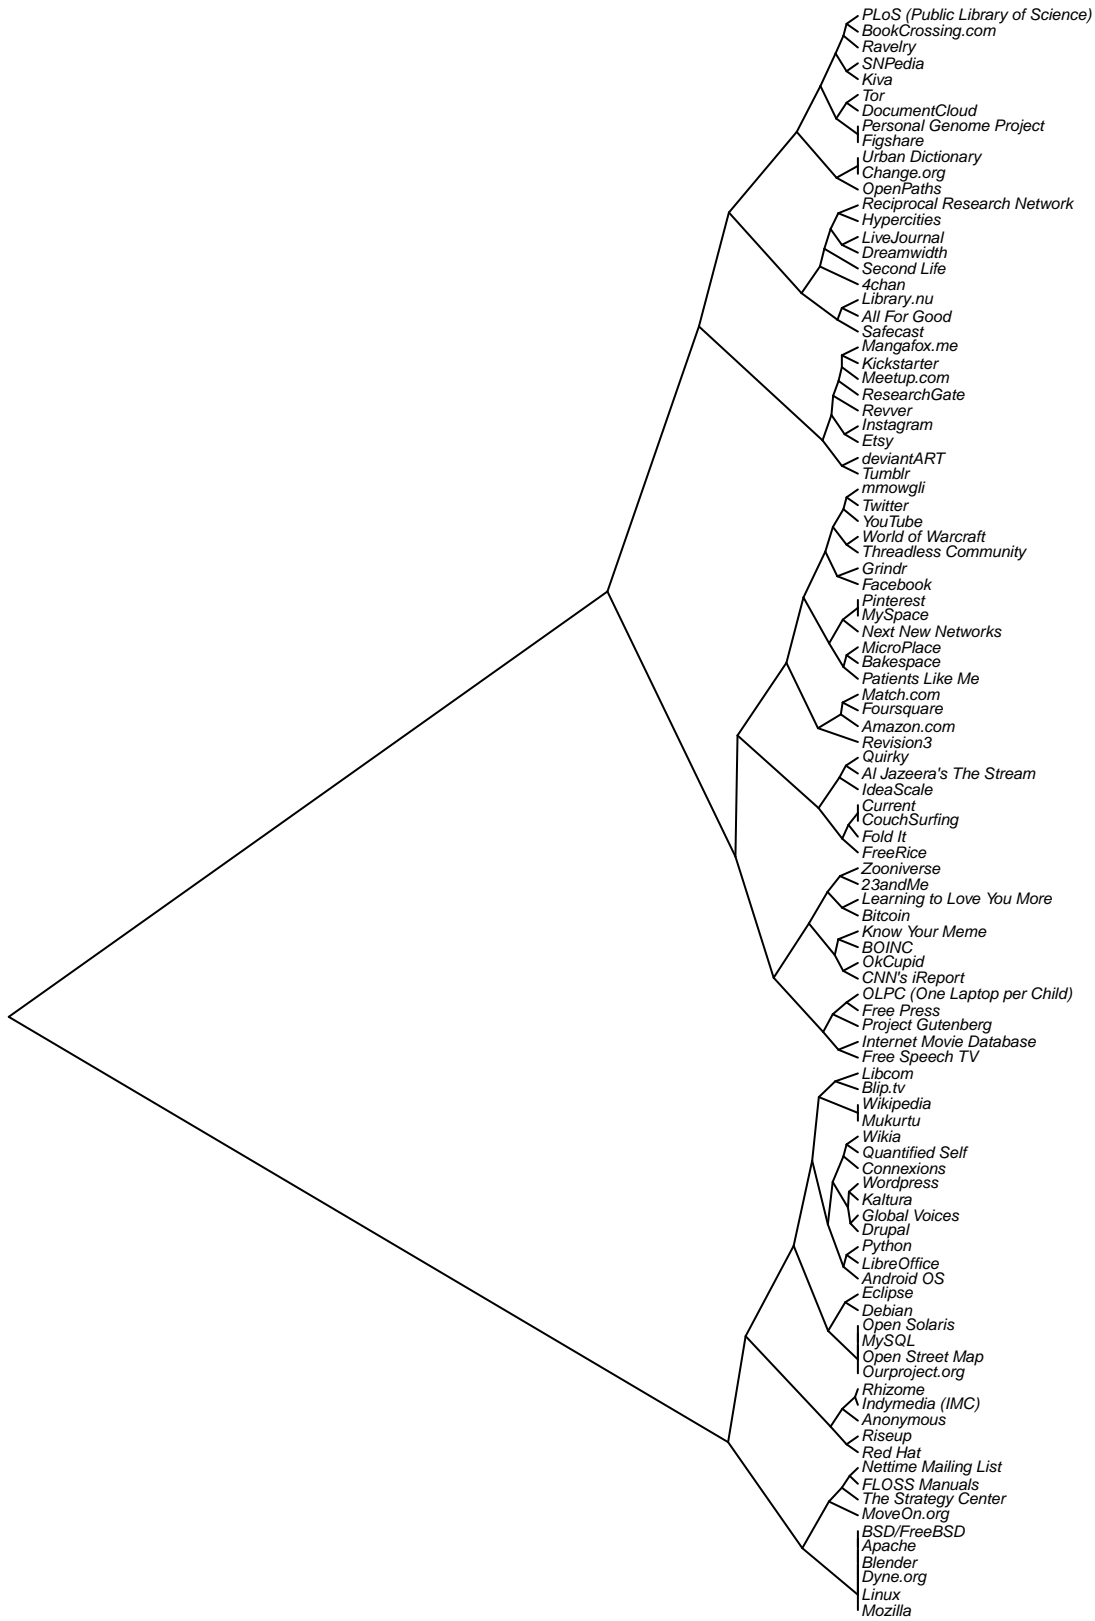 PLoS (Public Library of Science)
BookCrossing.com
Ravelry
SNPedia
Kiva
Tor
DocumentCloud
Personal Genome Project
Figshare
Urban Dictionary
Change.org
OpenPaths
Reciprocal Research Network
Hypercities
LiveJournal
Dreamwidth
Second Life
4chan
Library.nu
All For Good
Safecast
Mangafox.me
Kickstarter
Meetup.com
ResearchGate
Revver
Instagram
Etsy
deviantART
Tumblr
mmowgli
Twitter
YouTube
World of Warcraft
Threadless Community
Grindr
Facebook
Pinterest
MySpace
Next New Networks
MicroPlace
Bakespace
Patients Like Me
Match.com
Foursquare
Amazon.com
Revision3
Quirky
Al Jazeera's The Stream
IdeaScale
Current
CouchSurfing
Fold It
FreeRice
Zooniverse
23andMe
Learning to Love You More
Bitcoin
Know Your Meme
BOINC
OkCupid
CNN's iReport
OLPC (One Laptop per Child)
Free Press
Project Gutenberg
Internet Movie Database
Free Speech TV
Libcom
Blip.tv
Wikipedia
Mukurtu
Wikia
Quantified Self
Connexions
Wordpress
Kaltura
Global Voices
Drupal
Python
LibreOffice
Android OS
Eclipse
Debian
Open Solaris
MySQL
Open Street Map
Ourproject.org
Rhizome
Indymedia (IMC)
Anonymous
Riseup
Red Hat
Nettime Mailing List
FLOSS Manuals
The Strategy Center
MoveOn.org
BSD/FreeBSD
Apache
Blender
Dyne.org
Linux
Mozilla